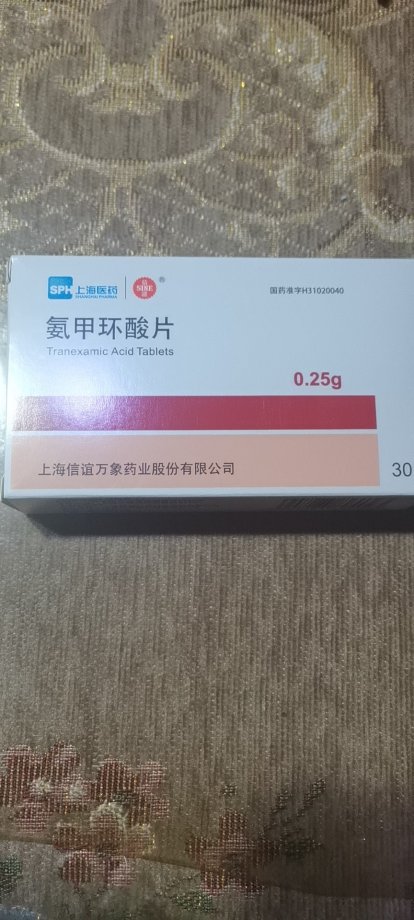 SPH 上海医药
SHANGHAI PHARMA
信
SINE
谊
®
国药准字H31020040
氨甲环酸片
Tranexamic Acid Tablets
0.25g
上海信谊万象药业股份有限公司
30